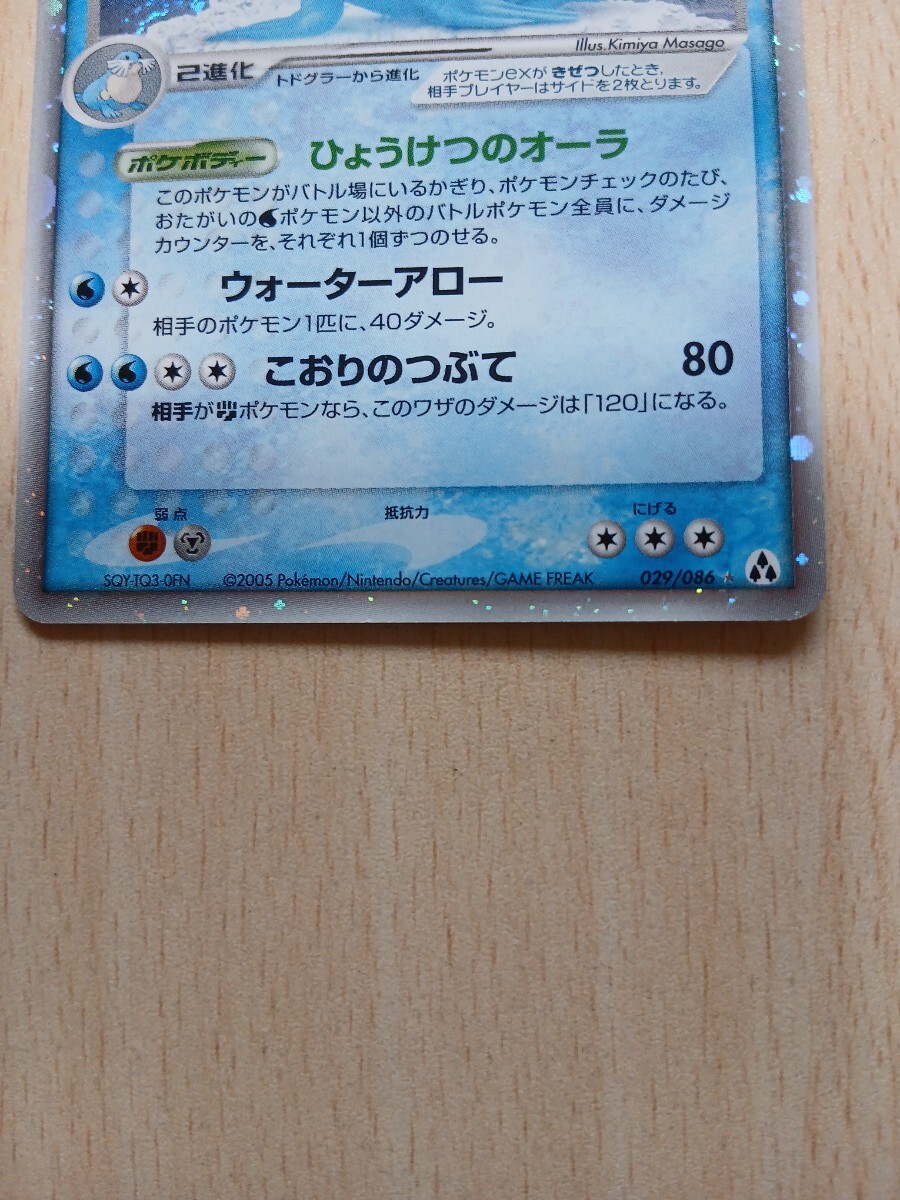 Illus.Kimiya Masago
2進化
トドグラーから進化
ポケモンexが きぜつしたとき、
相手プレイヤーはサイドを2枚とります。
ポケボディー ひょうけつのオーラ
このポケモンがバトル場にいるかぎり、ポケモンチェックのたび、
おたがいのポケモン以外のバトルポケモン全員に、ダメージ
カウンターを、それぞれ1個ずつのせる。
ウォーターアロー
相手のポケモン1匹に、40ダメージ。
こおりのつぶて 80
相手がポケモンなら、このワザのダメージは「120」になる。
弱点 抵抗力 にげる
SQY-TQ3-0FN ©2005 Pokémon/Nintendo/Creatures/GAME FREAK 029/086 ★